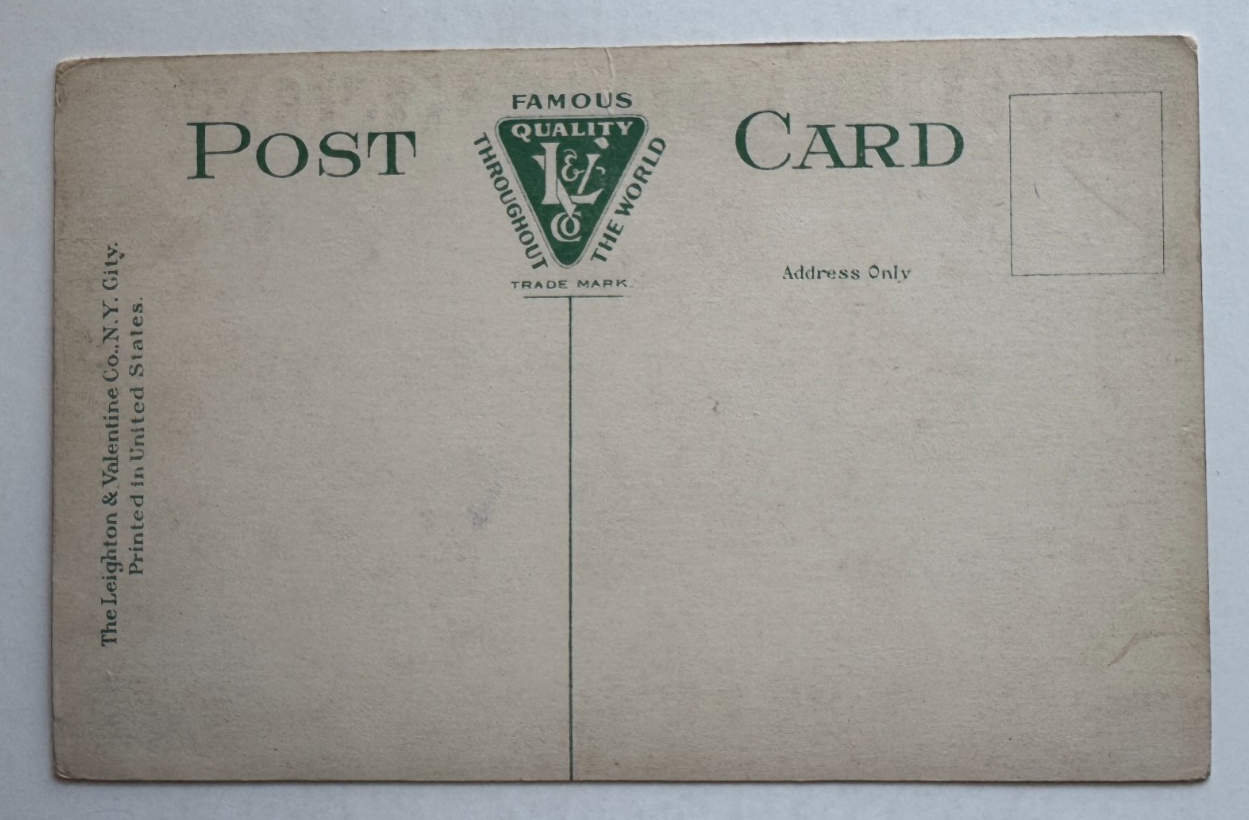 POST CARD
FAMOUS
QUALITY
THROUGHOUT
THE WORLD
L&V
Co
TRADE MARK.
Address Only
The Leighton & Valentine Co., N.Y. City.
Printed in United States.